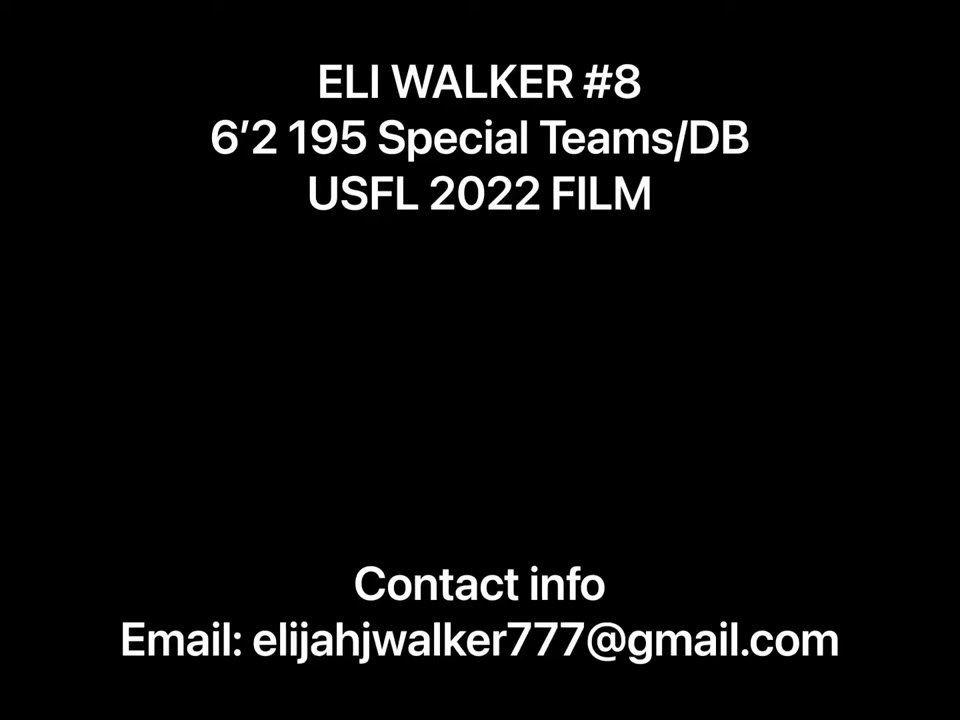 ELI WALKER #8
6’2 195 Special Teams/DB
USFL 2022 FILM
Contact info
Email: elijahjwalker777@gmail.com